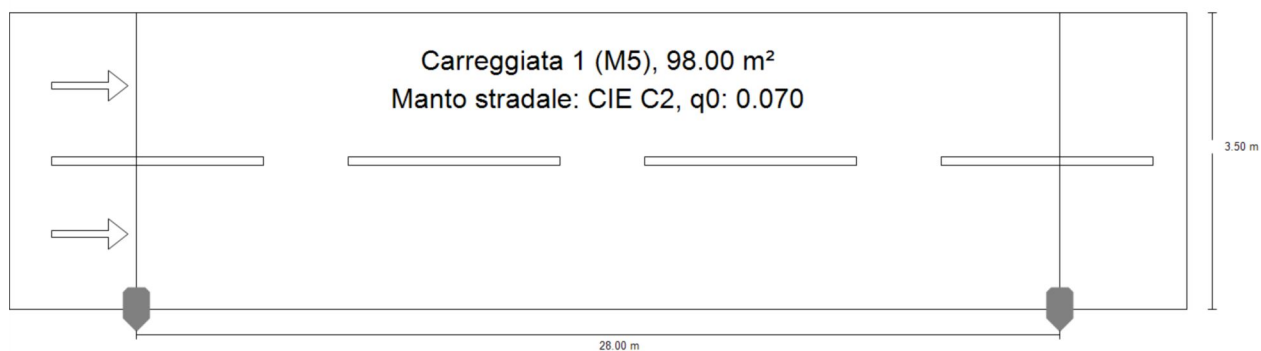 Carreggiata 1 (M5), 98.00 m²
Manto stradale: CIE C2, q0: 0.070
3.50 m
28.00 m